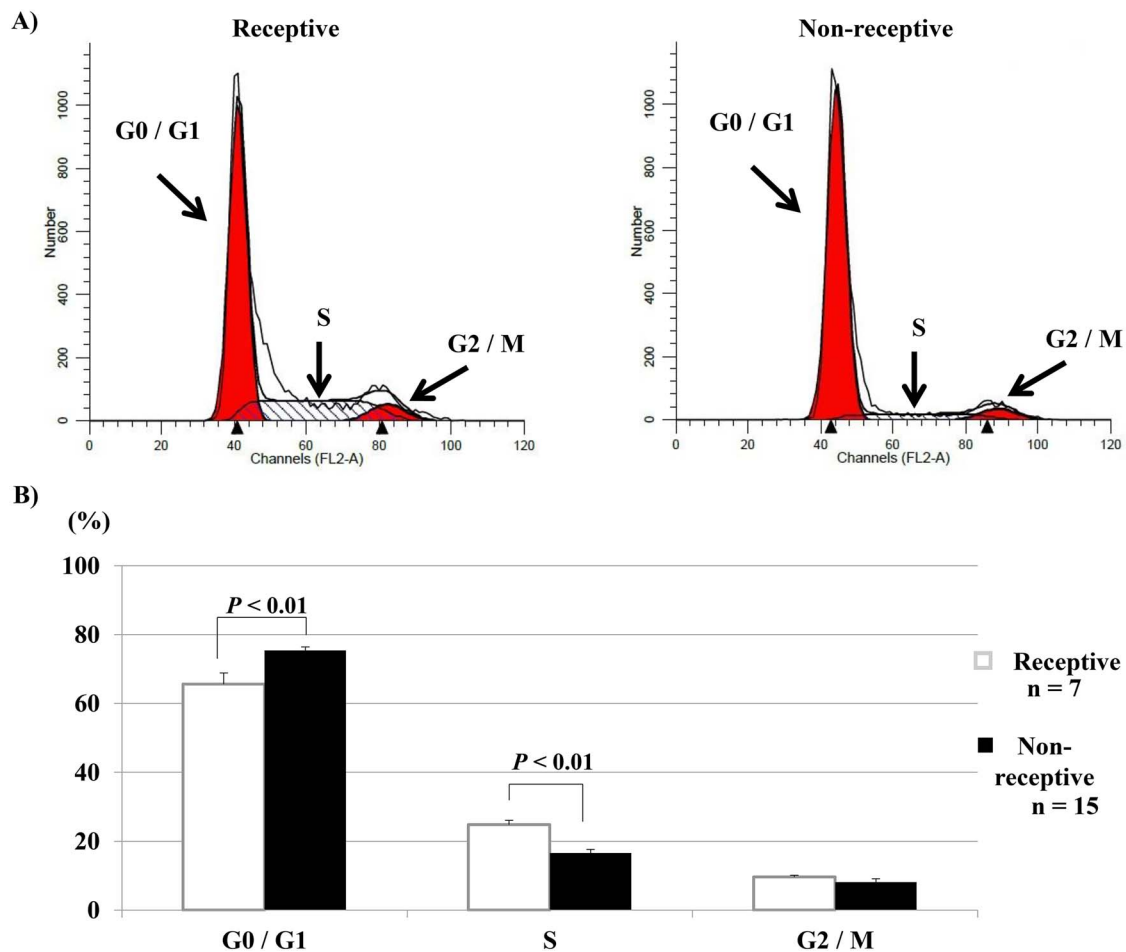 A)
Receptive
Number
1000
800
600
400
200
0
G0 / G1
S
G2 / M
0 20 40 60 80 100 120
Channels (FL2-A)
Non-receptive
Number
1000
800
600
400
200
0
G0 / G1
S
G2 / M
0 20 40 60 80 100 120
Channels (FL2-A)
B)
(%)
100
80
60
40
20
0
P < 0.01
P < 0.01
G0 / G1 S G2 / M
Receptive
n = 7
Non-
receptive
n = 15